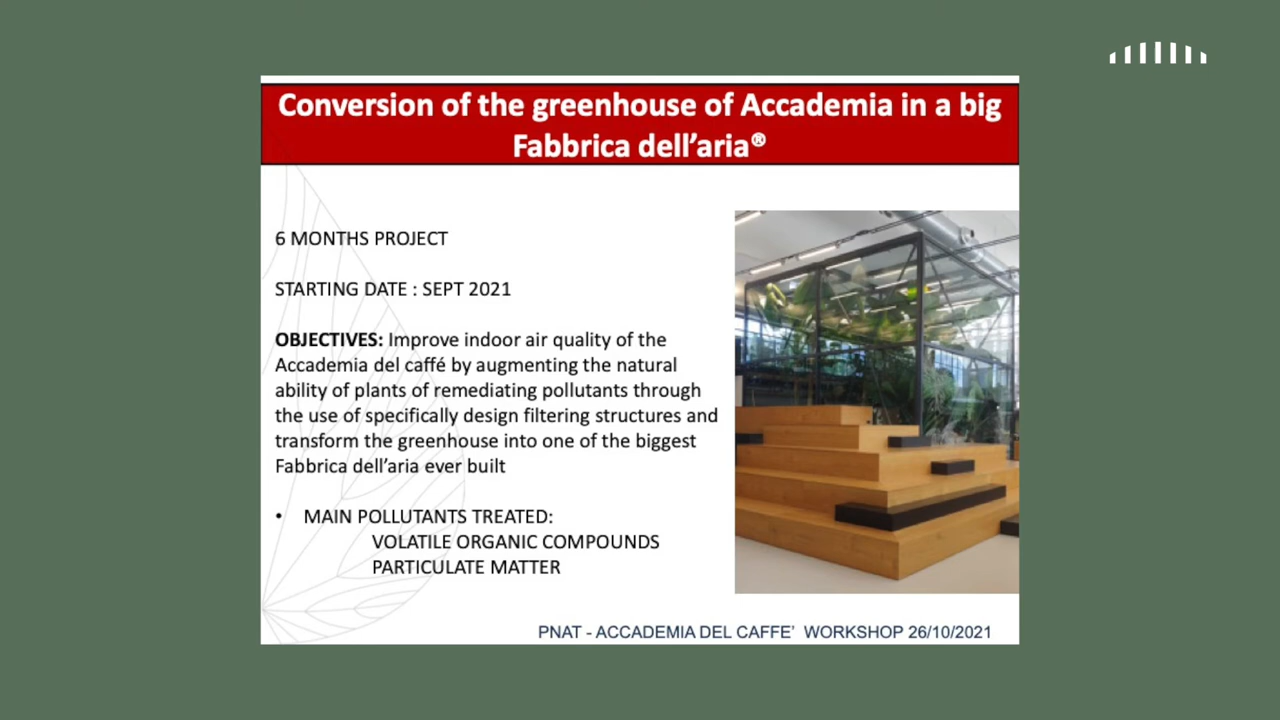 Conversion of the greenhouse of Accademia in a big
Fabbrica dell'aria®
6 MONTHS PROJECT
STARTING DATE : SEPT 2021
OBJECTIVES: Improve indoor air quality of the
Accademia del caffé by augmenting the natural
ability of plants of remediating pollutants through
the use of specifically design filtering structures and
transform the greenhouse into one of the biggest
Fabbrica dell'aria ever built
• MAIN POLLUTANTS TREATED:
VOLATILE ORGANIC COMPOUNDS
PARTICULATE MATTER
PNAT - ACCADEMIA DEL CAFFE' WORKSHOP 26/10/2021